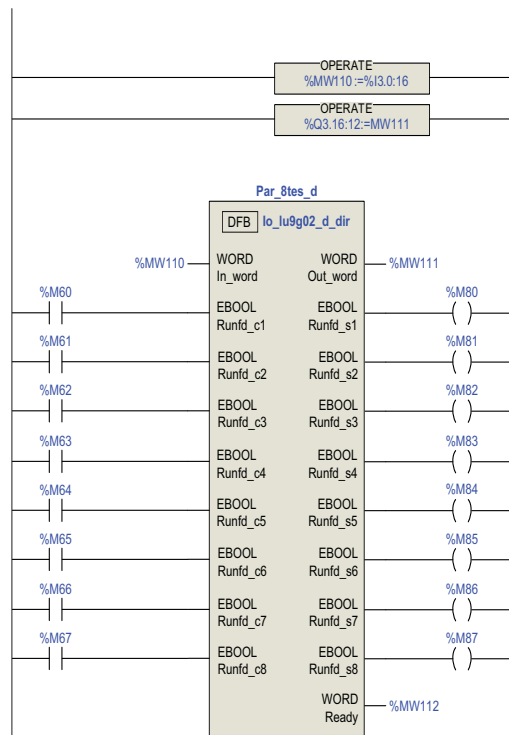 OPERATE
%MW110 :=%I3.0:16
OPERATE
%Q3.16:12:=MW111
Par_8tes_d
DFB Io_lu9g02_d_dir
%MW110 WORD WORD %MW111
In_word Out_word
%M60 %M80
EBOOL EBOOL
Runfd_c1 Runfd_s1
%M61 %M81
EBOOL EBOOL
Runfd_c2 Runfd_s2
%M62 %M82
EBOOL EBOOL
Runfd_c3 Runfd_s3
%M63 %M83
EBOOL EBOOL
Runfd_c4 Runfd_s4
%M64 %M84
EBOOL EBOOL
Runfd_c5 Runfd_s5
%M65 %M85
EBOOL EBOOL
Runfd_c6 Runfd_s6
%M66 %M86
EBOOL EBOOL
Runfd_c7 Runfd_s7
%M67 %M87
EBOOL EBOOL
Runfd_c8 Runfd_s8
WORD %MW112
Ready